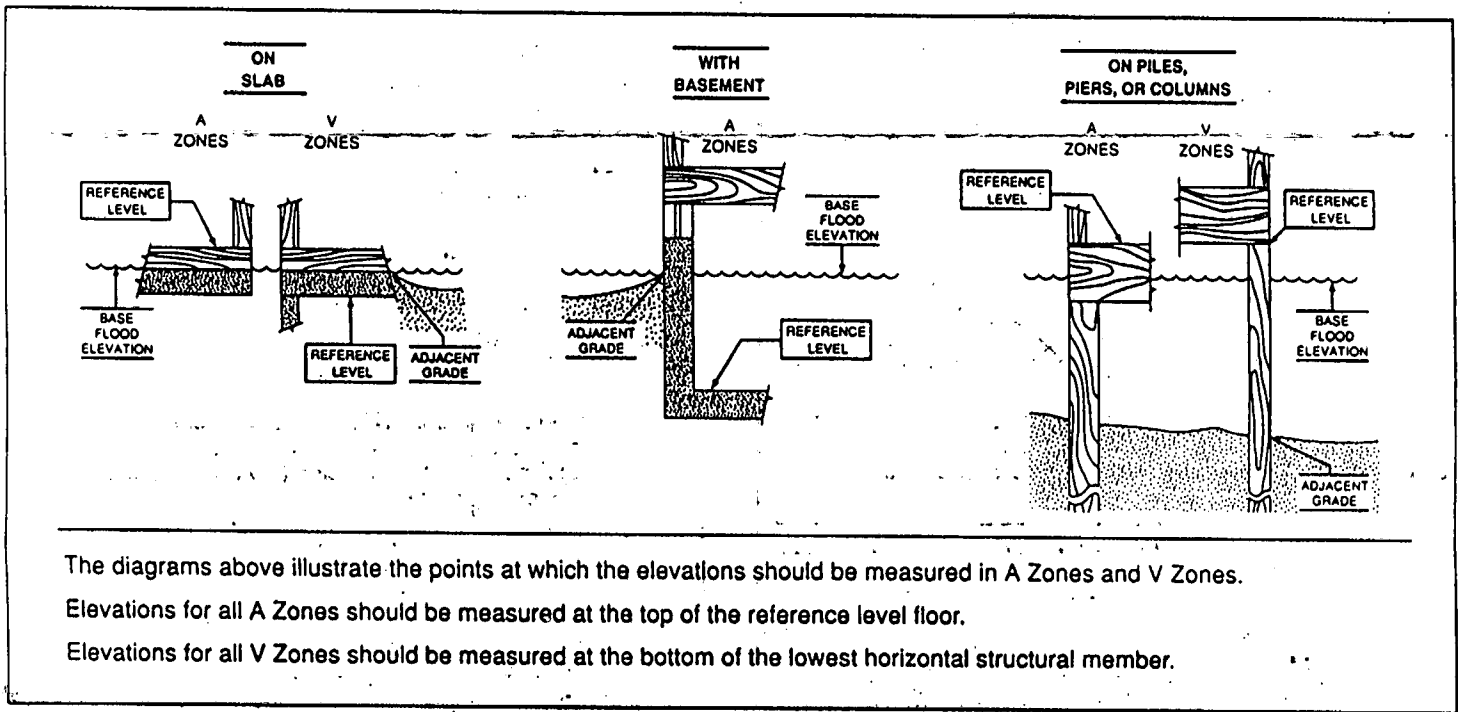 ON
SLAB
A
ZONES
V
ZONES
REFERENCE
LEVEL
BASE
FLOOD
ELEVATION
REFERENCE
LEVEL
ADJACENT
GRADE
WITH
BASEMENT
A
ZONES
BASE
FLOOD
ELEVATION
ADJACENT
GRADE
REFERENCE
LEVEL
ON PILES,
PIERS, OR COLUMNS
A
ZONES
V
ZONES
REFERENCE
LEVEL
REFERENCE
LEVEL
BASE
FLOOD
ELEVATION
ADJACENT
GRADE
The diagrams above illustrate the points at which the elevations should be measured in A Zones and V Zones.
Elevations for all A Zones should be measured at the top of the reference level floor.
Elevations for all V Zones should be measured at the bottom of the lowest horizontal structural member.